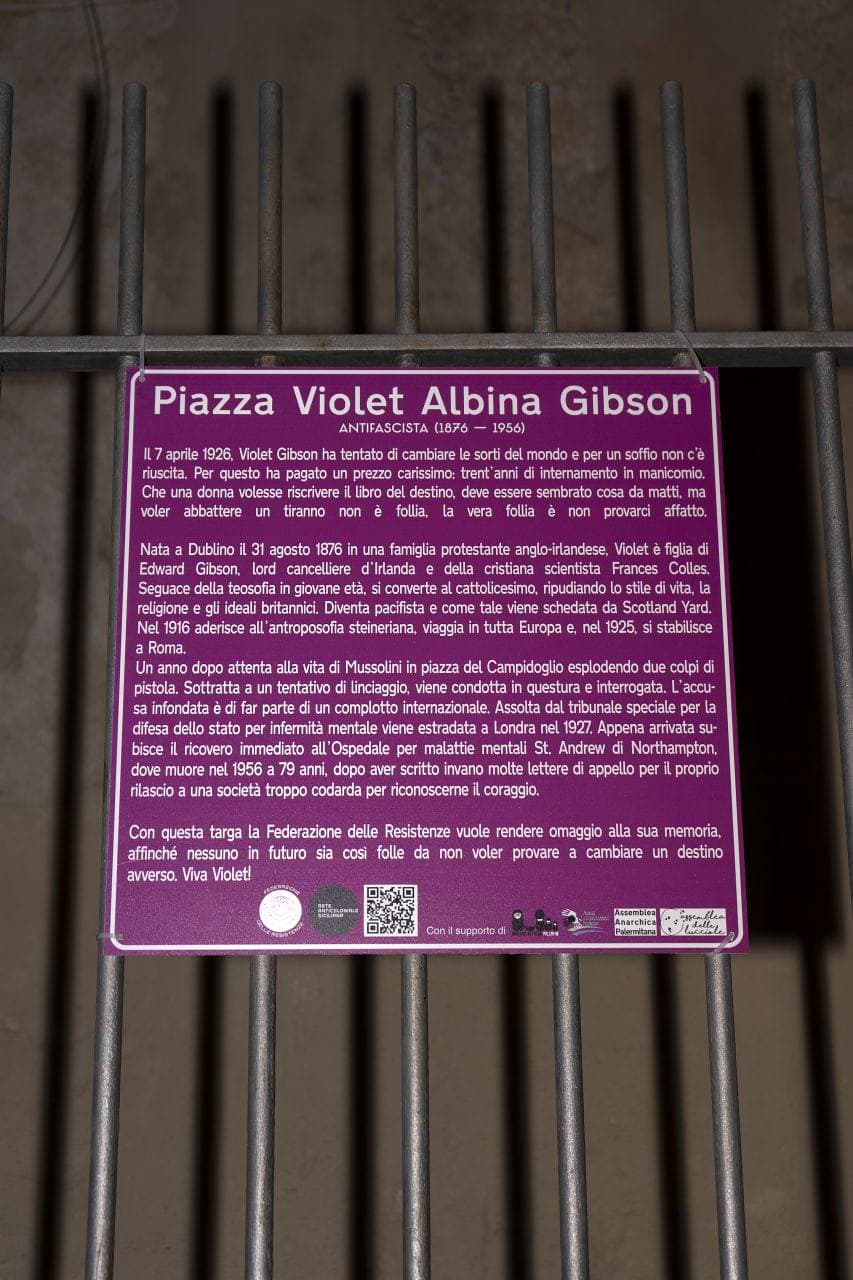 Piazza Violet Albina Gibson
ANTIFASCISTA (1876 — 1956)
Il 7 aprile 1926, Violet Gibson ha tentato di cambiare le sorti del mondo e per un soffio non c'è
riuscita. Per questo ha pagato un prezzo carissimo: trent'anni di internamento in manicomio.
Che una donna volesse riscrivere il libro del destino, deve essere sembrato cosa da matti, ma
voler abbattere un tiranno non è follia, la vera follia è non provarci affatto.
Nata a Dublino il 31 agosto 1876 in una famiglia protestante anglo-irlandese, Violet è figlia di
Edward Gibson, lord cancelliere d'Irlanda e della cristiana scientista Frances Colles.
Seguace della teosofia in giovane età, si converte al cattolicesimo, ripudiando lo stile di vita, la
religione e gli ideali britannici. Diventa pacifista e come tale viene schedata da Scotland Yard.
Nel 1916 aderisce all'antroposofia steineriana, viaggia in tutta Europa e, nel 1925, si stabilisce
a Roma.
Un anno dopo attenta alla vita di Mussolini in piazza del Campidoglio esplodendo due colpi di
pistola. Sottratta a un tentativo di linciaggio, viene condotta in questura e interrogata. L'accu-
sa infondata è di far parte di un complotto internazionale. Assolta dal tribunale speciale per la
difesa dello stato per infermità mentale viene estradata a Londra nel 1927. Appena arrivata su-
bisce il ricovero immediato all'Ospedale per malattie mentali St. Andrew di Northampton,
dove muore nel 1956 a 79 anni, dopo aver scritto invano molte lettere di appello per il proprio
rilascio a una società troppo codarda per riconoscerne il coraggio.
Con questa targa la Federazione delle Resistenze vuole rendere omaggio alla sua memoria,
affinché nessuno in futuro sia così folle da non voler provare a cambiare un destino
avverso. Viva Violet!
FEDERAZIONE
DELLE RESISTENZE
RETE
ANTICOLONIALE
SICILIANA
Con il supporto di
Assemblea
Anarchica
Palermitana
assemblea
delle
lucciole